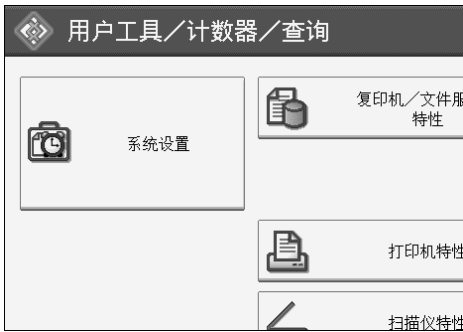 用户工具／计数器／查询
系统设置
复印机／文件服
特性
打印机特性
扫描仪特性